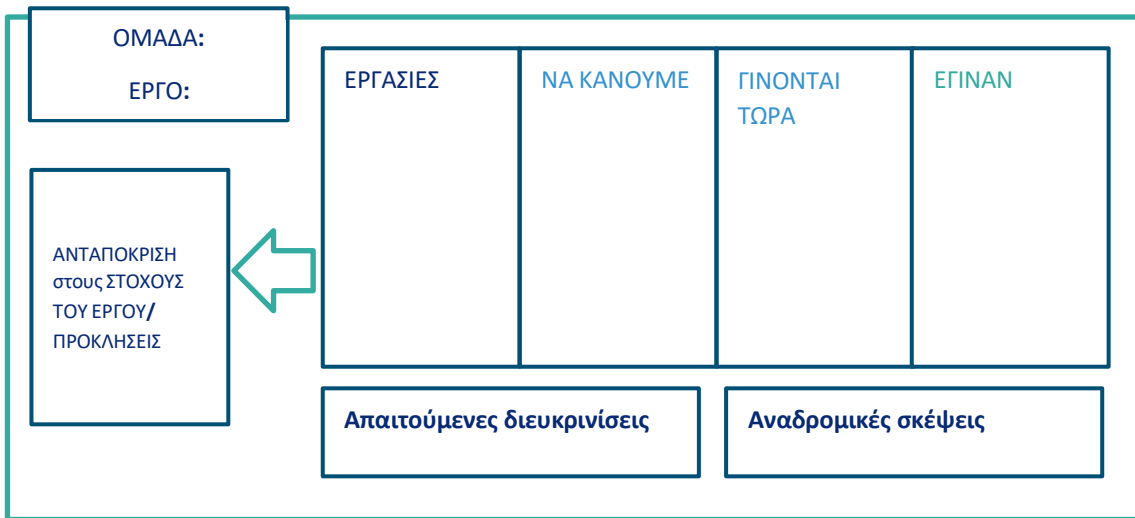 ΟΜΑΔΑ:
ΕΡΓΟ:
ΕΡΓΑΣΙΕΣ
ΝΑ ΚΑΝΟΥΜΕ
ΓΙΝΟΝΤΑΙ
ΤΩΡΑ
ΕΓΙΝΑΝ
ΑΝΤΑΠΟΚΡΙΣΗ
στους ΣΤΟΧΟΥΣ
ΤΟΥ ΕΡΓΟΥ/
ΠΡΟΚΛΗΣΕΙΣ
Απαιτούμενες διευκρινίσεις
Αναδρομικές σκέψεις